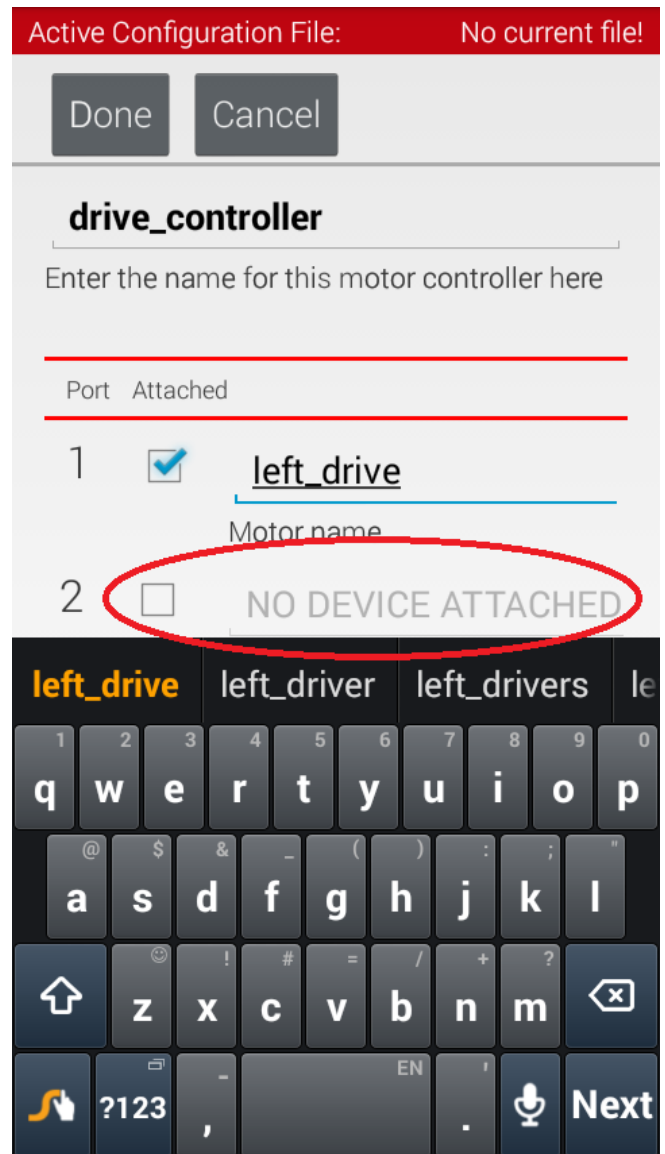 Active Configuration File: No current file!
Done Cancel
drive_controller
Enter the name for this motor controller here
Port Attached
1 left_drive
Motor name
2 NO DEVICE ATTACHED
left_drive left_driver left_drivers le
1 2 3 4 5 6 7 8 9 0
q w e r t y u i o p
@ $ & _ ( ) : ; "
a s d f g h j k l
! # = / + ?
z x c v b n m
EN '
?123 - , . Next